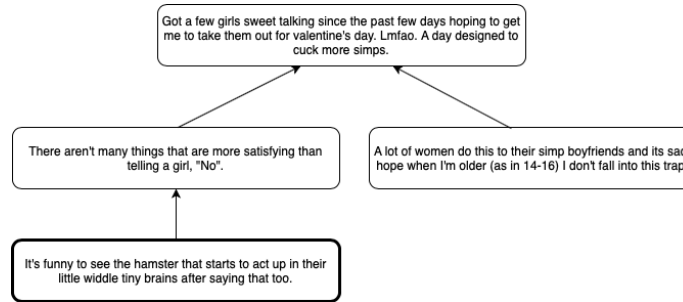 Got a few girls sweet talking since the past few days hoping to get
me to take them out for valentine's day. Lmfao. A day designed to
cuck more simps.
There aren't many things that are more satisfying than
telling a girl, "No".
A lot of women do this to their simp boyfriends and its
hope when I'm older (as in 14-16) I don't fall into this trap
It's funny to see the hamster that starts to act up in their
little widdle tiny brains after saying that too.